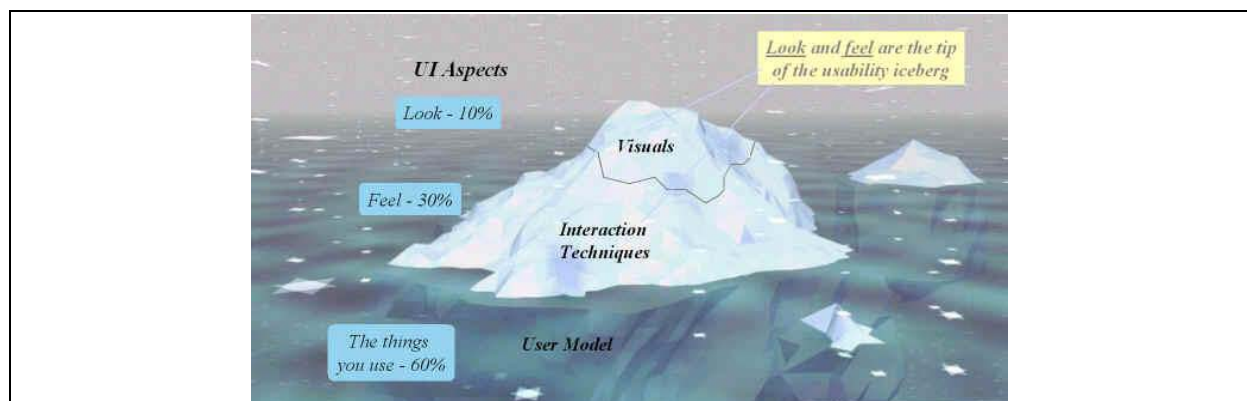 Look and feel are the tip
of the usability iceberg
UI Aspects
Look - 10%
Visuals
Feel - 30%
Interaction
Techniques
The things
you use - 60%
User Model